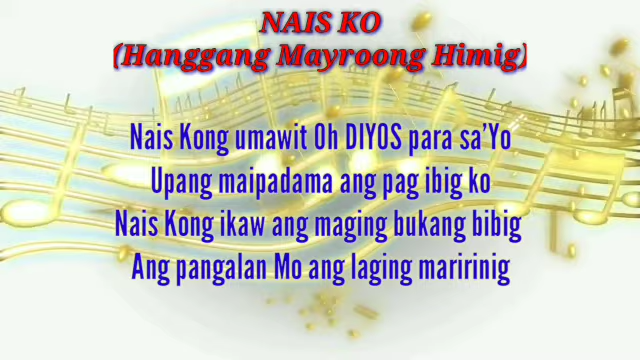 NAIS KO
(Hanggang Mayroong Himig)
Nais Kong umawit Oh DIYOS para sa'Yo
Upang maipadama ang pag ibig ko
Nais Kong ikaw ang maging bukang bibig
Ang pangalan Mo ang laging maririnig